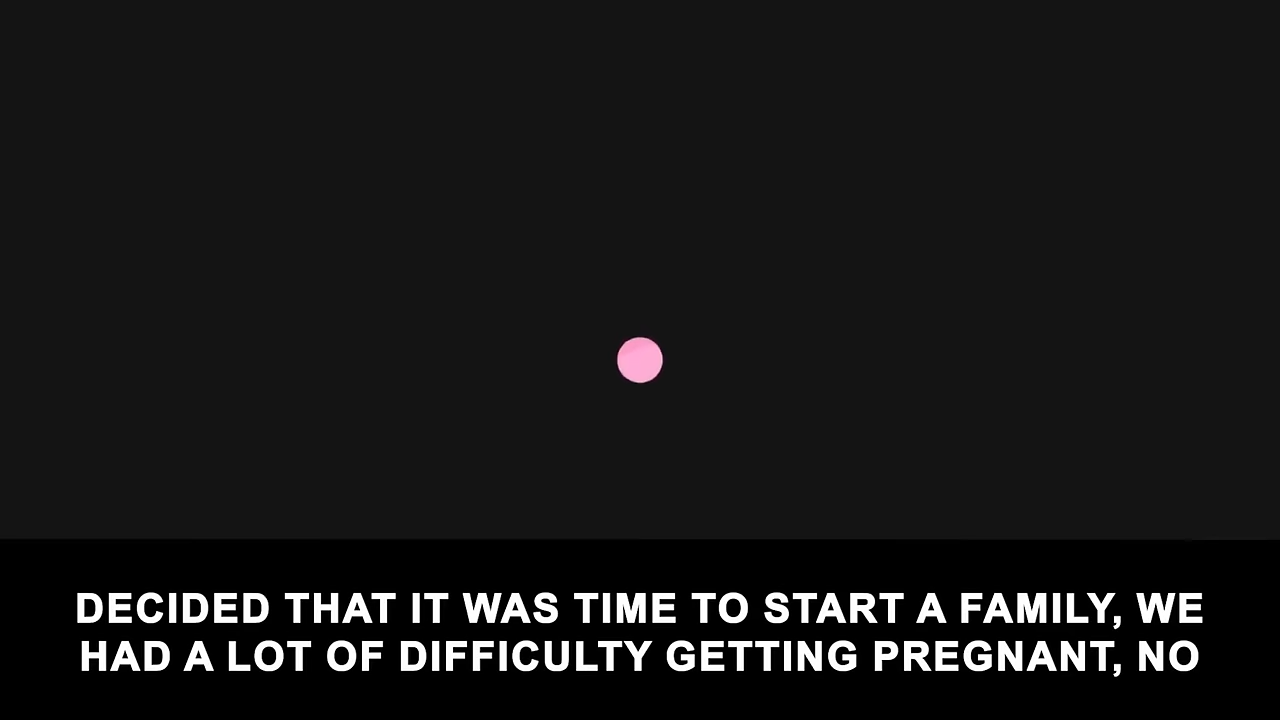 DECIDED THAT IT WAS TIME TO START A FAMILY, WE
HAD A LOT OF DIFFICULTY GETTING PREGNANT, NO